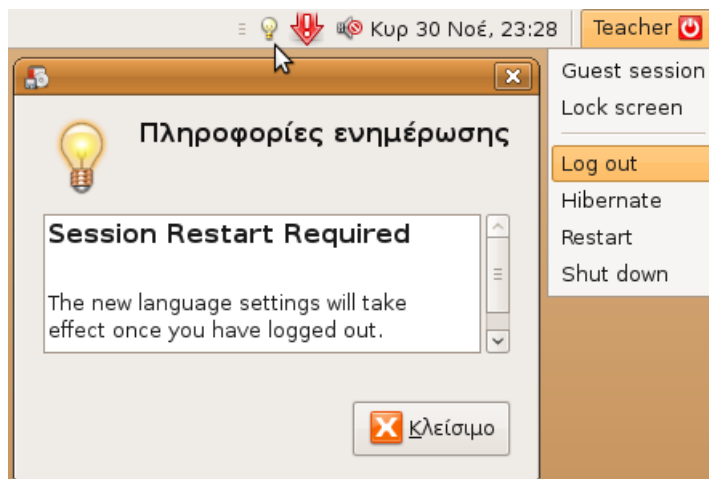 Κυρ 30 Νοέ, 23:28
Teacher
Guest session
Lock screen
Log out
Hibernate
Restart
Shut down
Πληροφορίες ενημέρωσης
Session Restart Required
The new language settings will take
effect once you have logged out.
Κλείσιμο